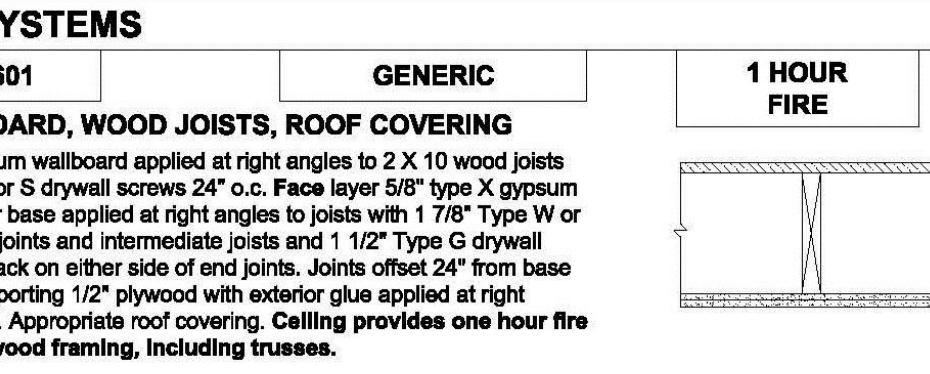 YSTEMS
601
GENERIC
1 HOUR
FIRE
OARD, WOOD JOISTS, ROOF COVERING
um wallboard applied at right angles to 2 X 10 wood joists
or S drywall screws 24" o.c. Face layer 5/8" type X gypsum
r base applied at right angles to joists with 1 7/8" Type W or
joints and intermediate joists and 1 1/2" Type G drywall
ack on either side of end joints. Joints offset 24" from base
porting 1/2" plywood with exterior glue applied at right
. Appropriate roof covering. Ceiling provides one hour fire
wood framing, including trusses.